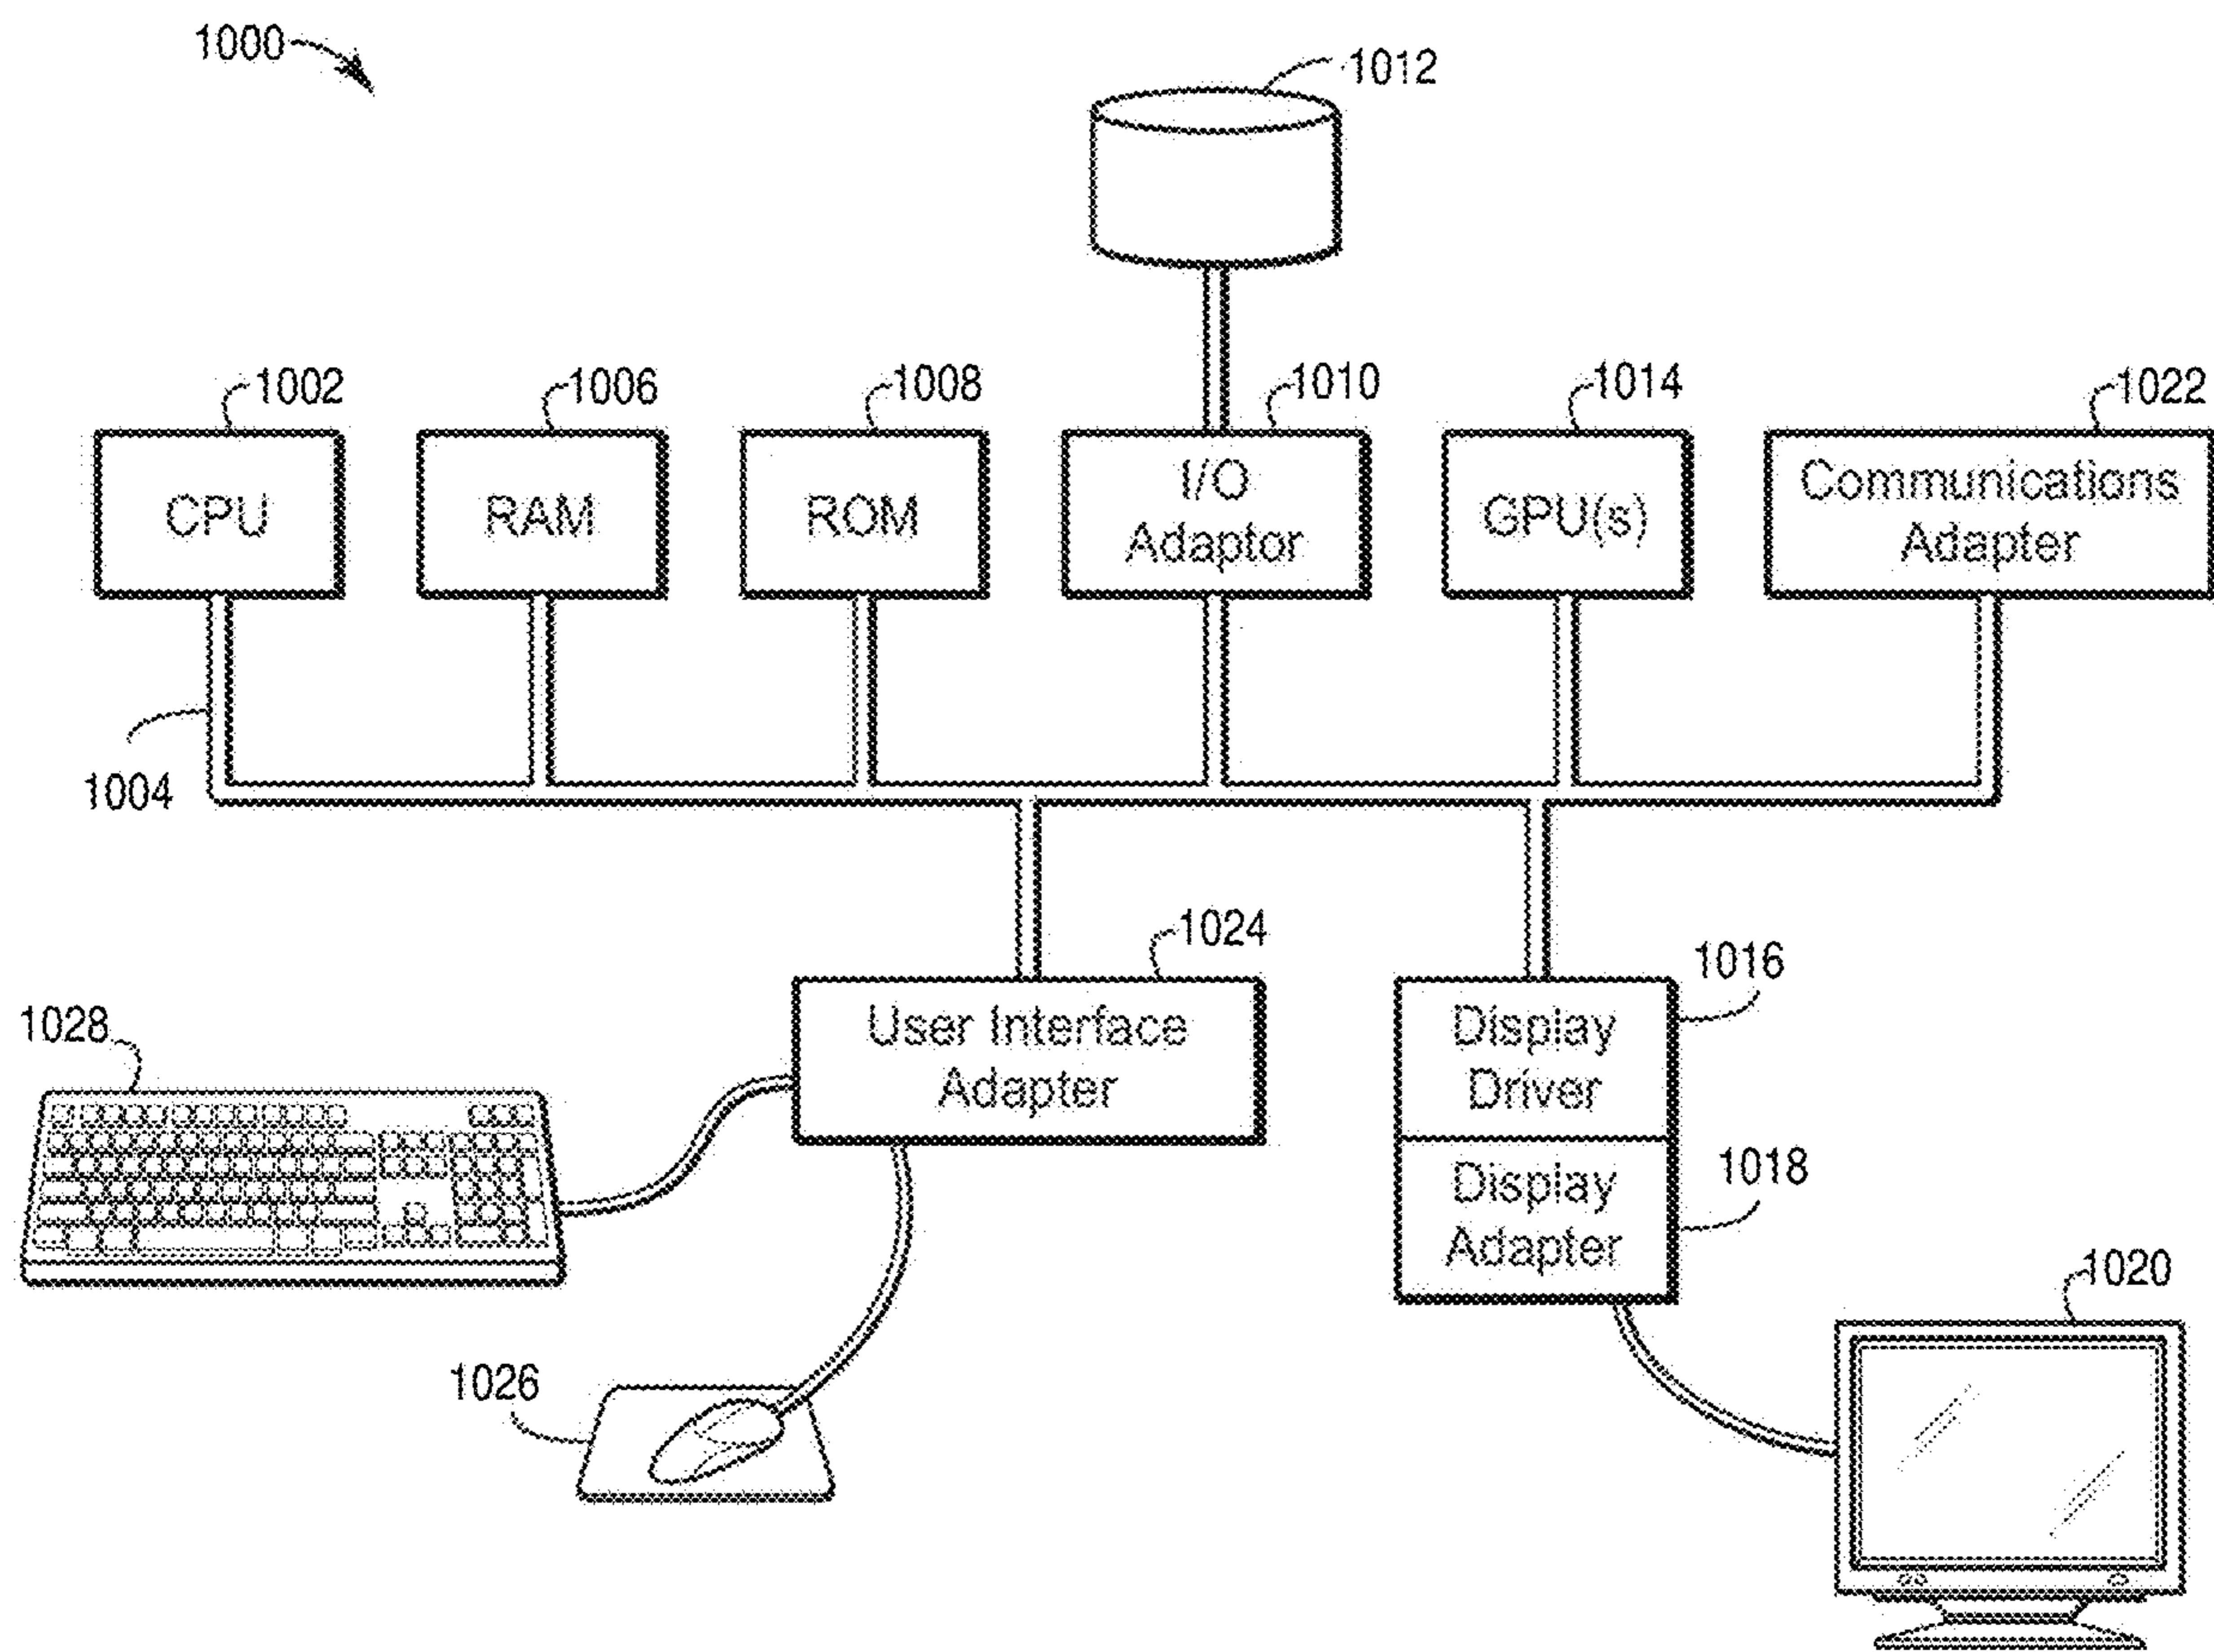 1000
1012
1002
1006
1008
1010
1014
1022
CPU
RAM
ROM
I/O
Adaptor
GPU(s)
Communications
Adapter
1004
1024
1016
1028
User Interface
Adapter
Display
Driver
1018
Display
Adapter
1020
1026